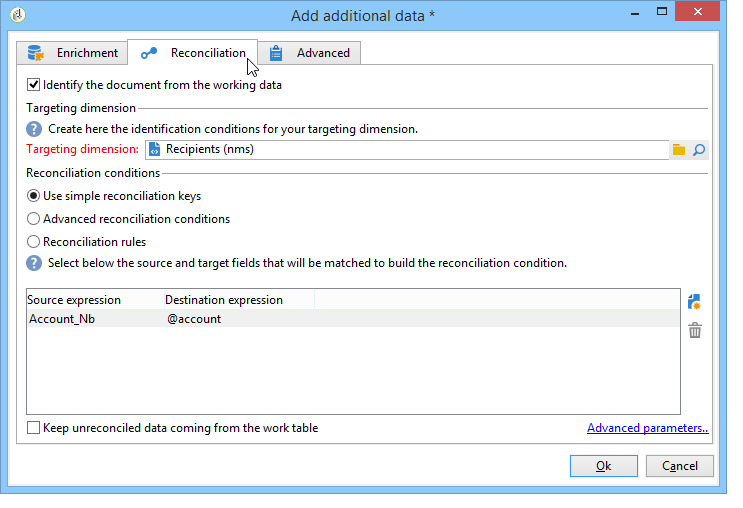 Add additional data *
Enrichment Reconciliation Advanced
Identify the document from the working data
Targeting dimension
? Create here the identification conditions for your targeting dimension.
Targeting dimension: Recipients (nms)
Reconciliation conditions
Use simple reconciliation keys
Advanced reconciliation conditions
Reconciliation rules
? Select below the source and target fields that will be matched to build the reconciliation condition.
Source expression Destination expression
Account_Nb @account
Keep unreconciled data coming from the work table Advanced parameters..
Ok Cancel